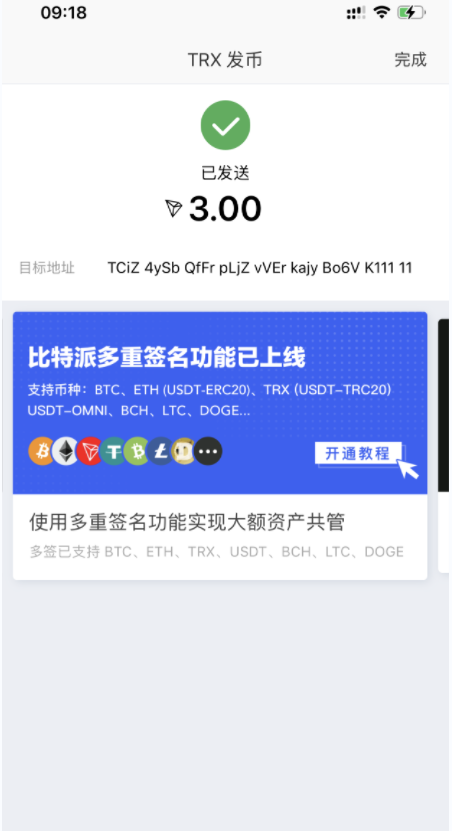 09:18
TRX 发币
完成
已发送
3.00
目标地址 TCiZ 4ySb QfFr pLjZ vVEr kajy Bo6V K111 11
比特派多重签名功能已上线
支持币种：BTC、ETH (USDT-ERC20)、TRX (USDT-TRC20)
USDT-OMNI、BCH、LTC、DOGE...
开通教程
使用多重签名功能实现大额资产共管
多签已支持 BTC、ETH、TRX、USDT、BCH、LTC、DOGE